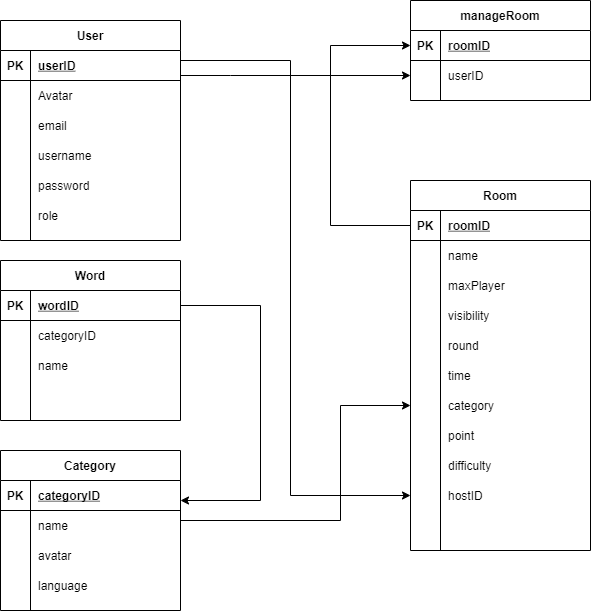 User
PK userID
Avatar
email
username
password
role
Word
PK wordID
categoryID
name
Category
PK categoryID
name
avatar
language
manageRoom
PK roomID
userID
Room
PK roomID
name
maxPlayer
visibility
round
time
category
point
difficulty
hostID